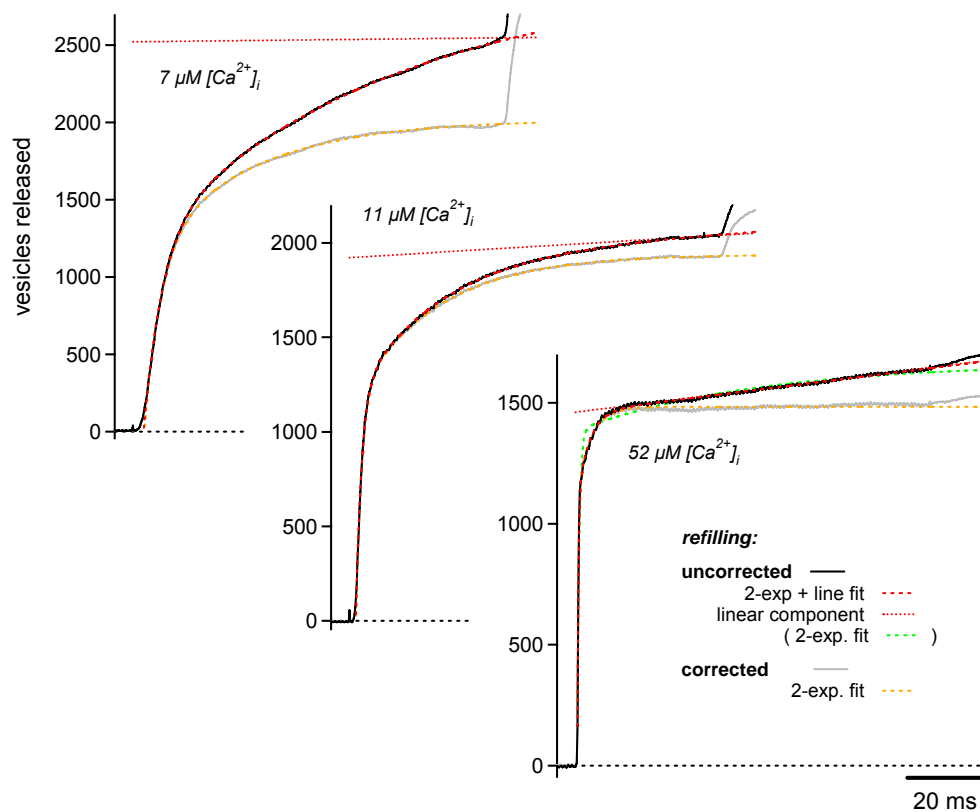 vesicles released
2500
2000
1500
1000
500
0
7 µM [Ca2+]i
2000
1500
1000
500
0
11 µM [Ca2+]i
1500
1000
500
0
52 µM [Ca2+]i
refilling:
uncorrected
2-exp + line fit
linear component
( 2-exp. fit )
corrected
2-exp. fit
20 ms